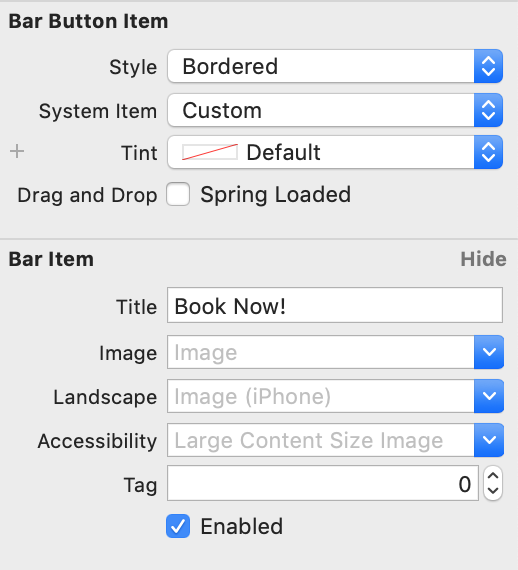 Bar Button Item
Style Bordered
System Item Custom
+ Tint Default
Drag and Drop Spring Loaded
Bar Item Hide
Title Book Now!
Image Image
Landscape Image (iPhone)
Accessibility Large Content Size Image
Tag 0
Enabled